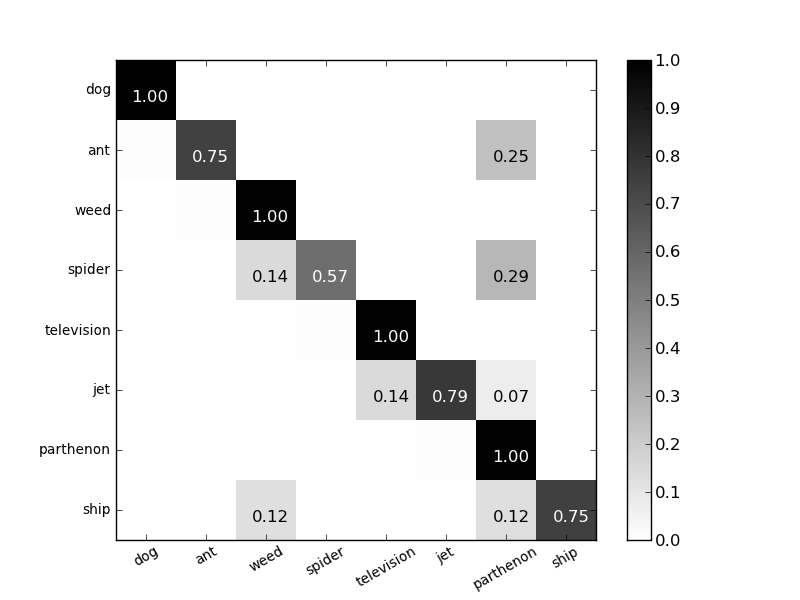 dog 1.00 1.0
0.9
ant 0.75 0.25 0.8
weed 1.00 0.7
0.6
spider 0.14 0.57 0.29
0.5
television 1.00 0.4
jet 0.14 0.79 0.07 0.3
0.2
parthenon 1.00
0.1
ship 0.12 0.12 0.75
0.0
dog ant weed spider television jet parthenon ship